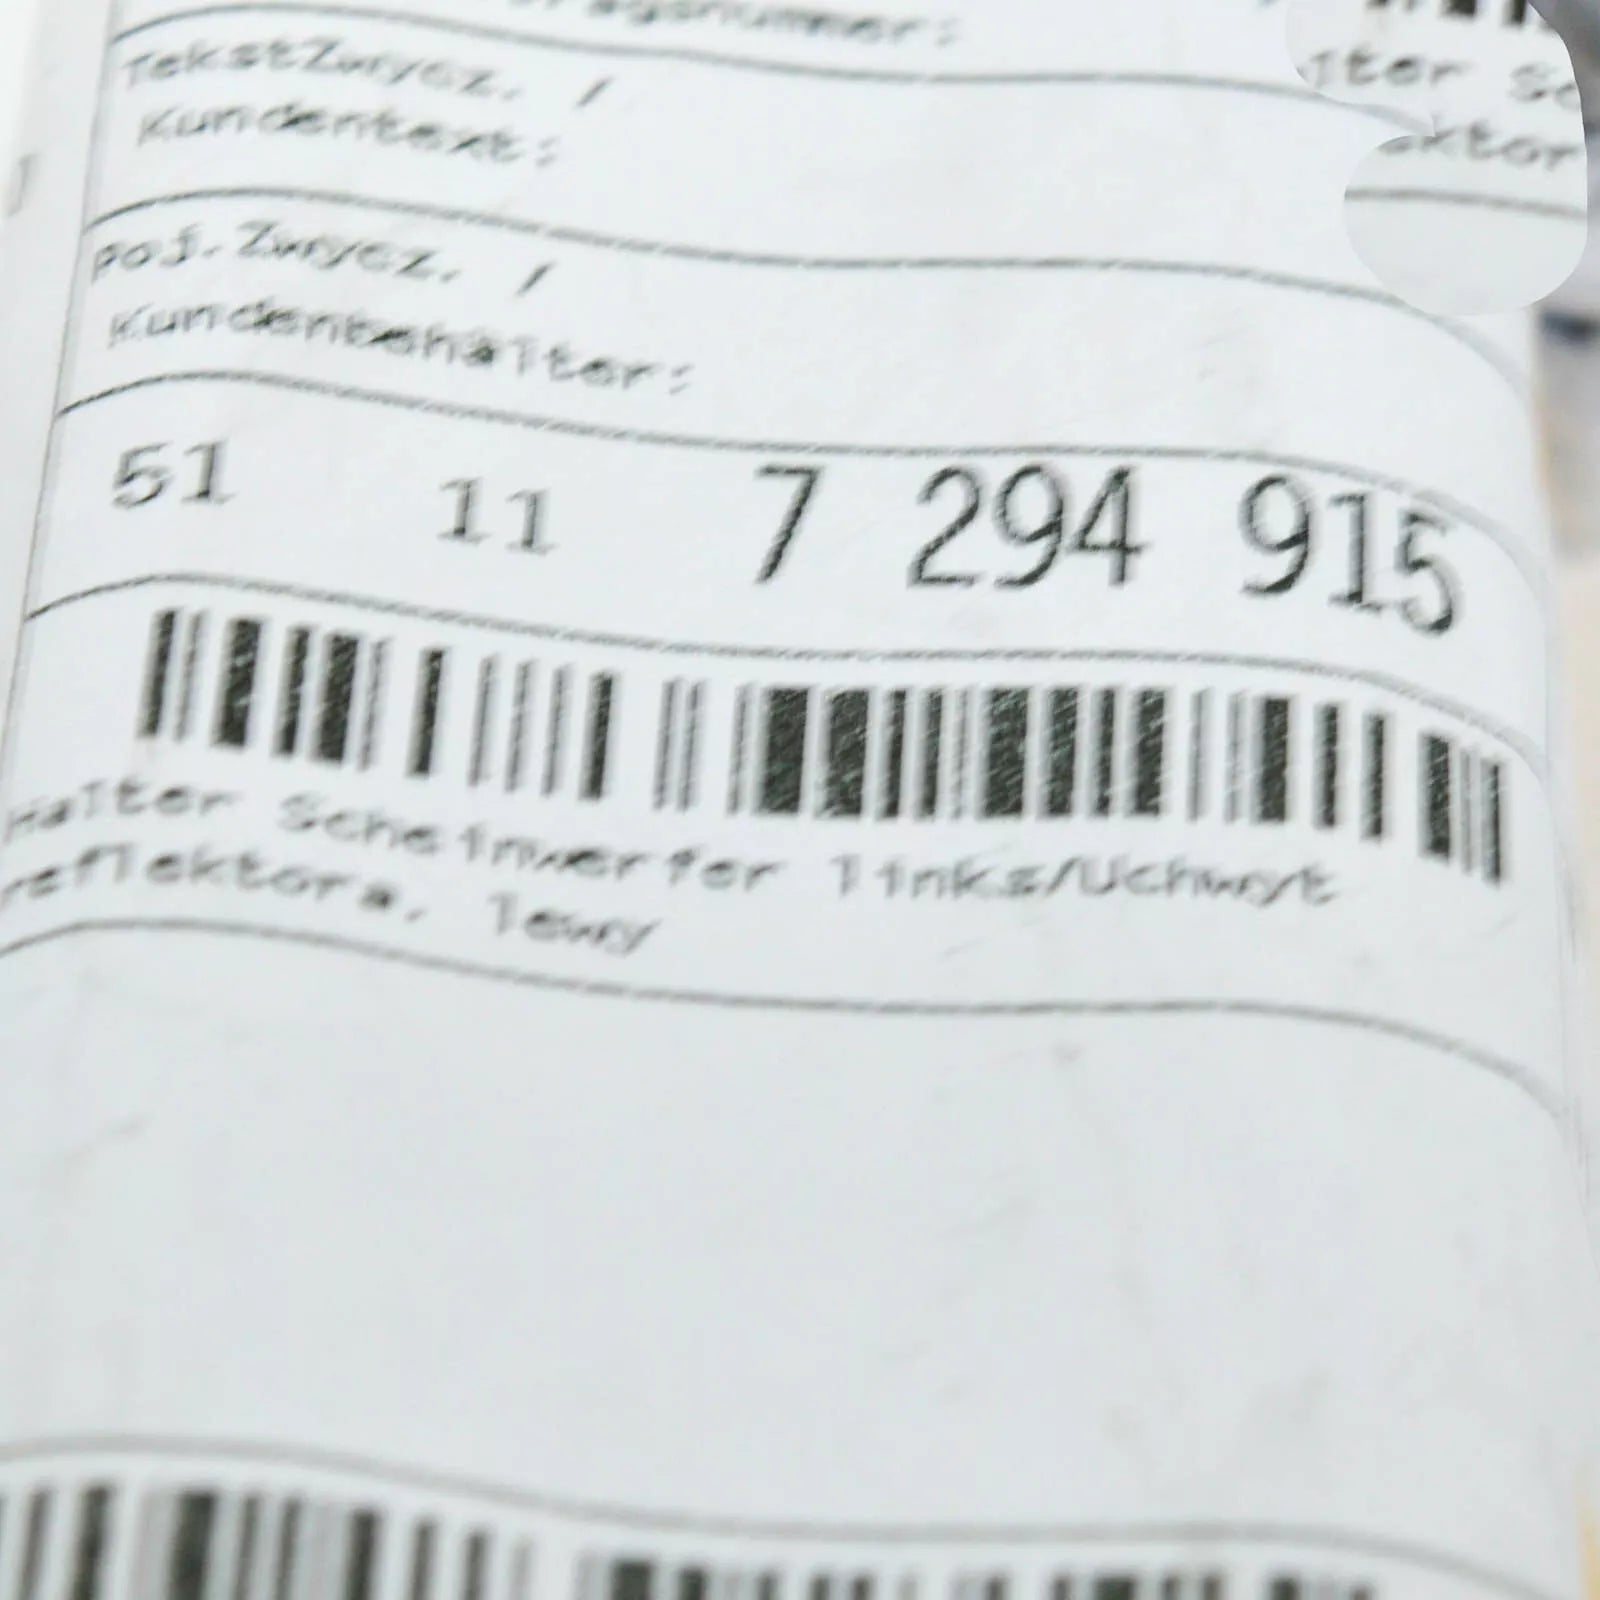 TekstZwycz. /
Kundentext:
poj.Zwycz. /
Kundenbehälter:
51 11 7 294 915
Halter Scheinwerfer links/Uchwyt
reflektora, lewy